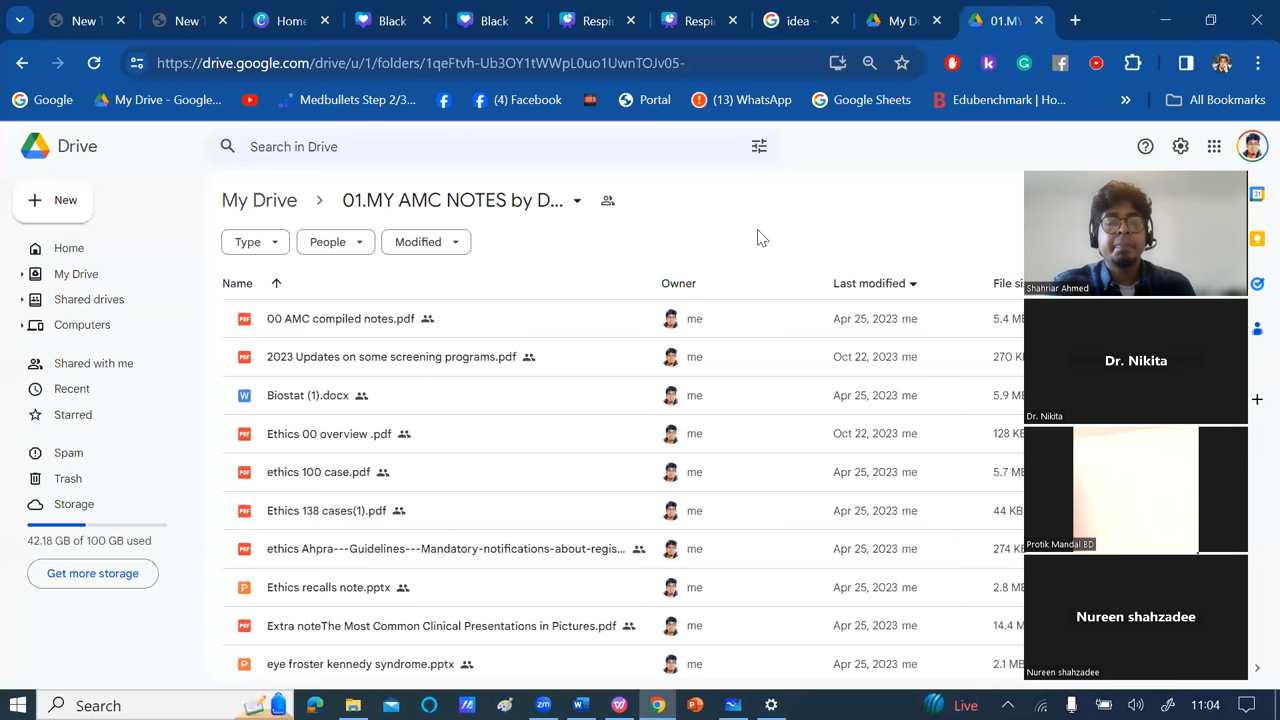 New T
New T
Home
Black
Black
Respi
Respi
idea -
My D
01.MY
https://drive.google.com/drive/u/1/folders/1qeFtvh-Ub3OY1tWWpL0uo1UwnTOJv05-
Google
My Drive - Google...
Medbullets Step 2/3...
(4) Facebook
Portal
(13) WhatsApp
Google Sheets
Edubenchmark | Ho...
»
All Bookmarks
Drive
Search in Drive
New
My Drive > 01.MY AMC NOTES by D...
Type
People
Modified
Home
My Drive
Shared drives
Computers
Shared with me
Recent
Starred
Spam
Trash
Storage
42.18 GB of 100 GB used
Get more storage
Name Owner Last modified File si
00 AMC compiled notes.pdf me Apr 25, 2023 me 5.4 MB
2023 Updates on some screening programs.pdf me Oct 22, 2023 me 270 KB
Biostat (1).docx me Apr 25, 2023 me 5.9 MB
Ethics 00 overview .pdf me Oct 22, 2023 me 128 KB
ethics 100 case.pdf me Apr 25, 2023 me 5.7 MB
Ethics 138 cases(1).pdf me Apr 25, 2023 me 44 KB
ethics Ahpra---Guidelines---Mandatory-notifications-about-regis... me Apr 25, 2023 me 274 KB
Ethics recalls note.pptx me Apr 25, 2023 me 2.8 MB
Extra noteThe Most Common Clinical Presentations in Pictures.pdf me Apr 25, 2023 me 14.4 M
eye froster kennedy syndrome.pptx me Apr 25, 2023 me 2.1 MB
Shahriar Ahmed
Dr. Nikita
Dr. Nikita
Protik Mandal BD
Nureen shahzadee
Nureen shahzadee
31
Search
Live
11:04